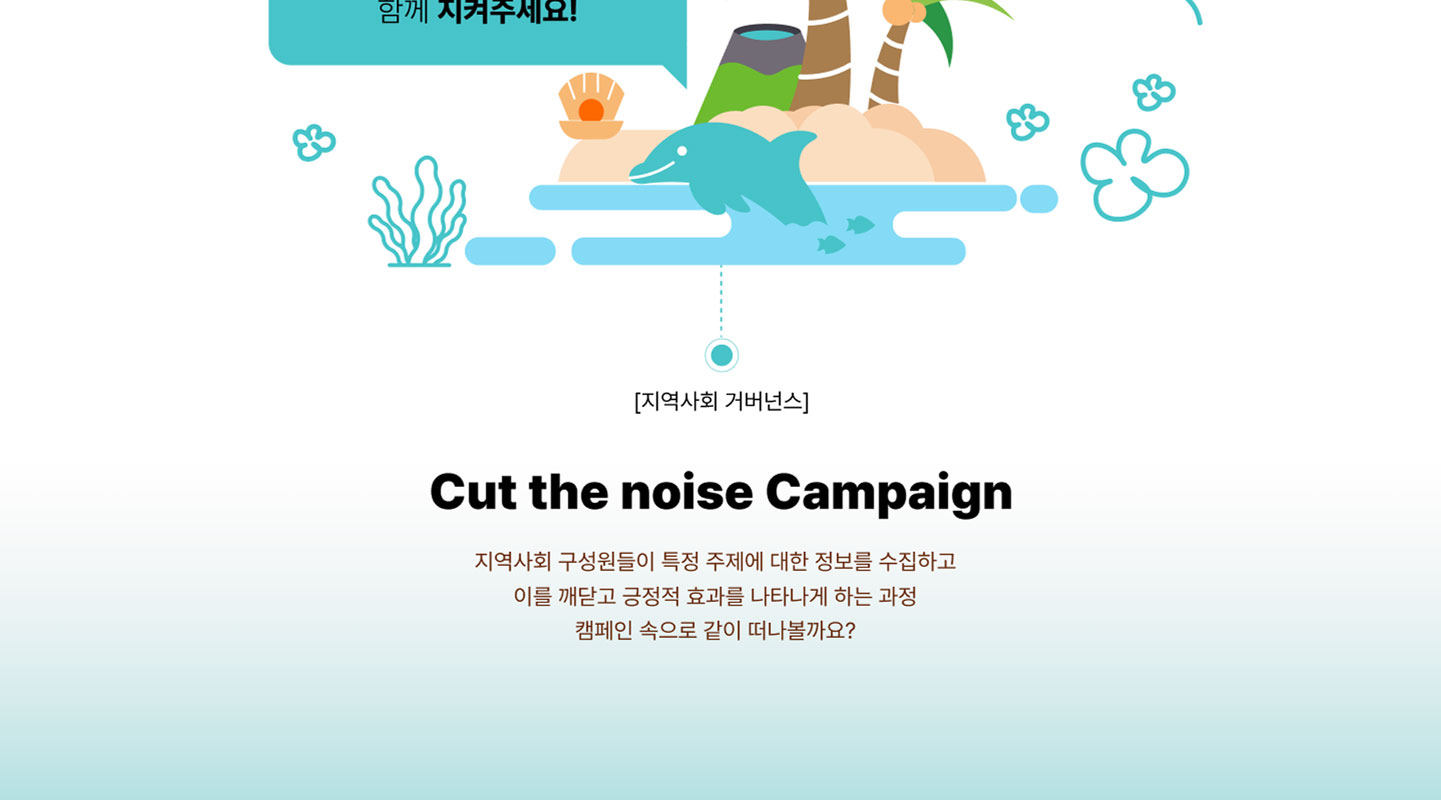 함께 지켜주세요!
[지역사회 거버넌스]
Cut the noise Campaign
지역사회 구성원들이 특정 주제에 대한 정보를 수집하고
이를 깨닫고 긍정적 효과를 나타나게 하는 과정
캠페인 속으로 같이 떠나볼까요?